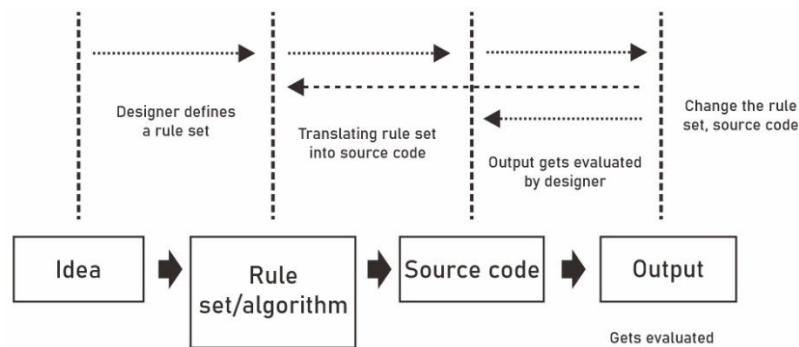 Designer defines
a rule set
Translating rule set
into source code
Output gets evaluated
by designer
Change the rule
set, source code
Idea
Rule
set/algorithm
Source code
Output
Gets evaluated